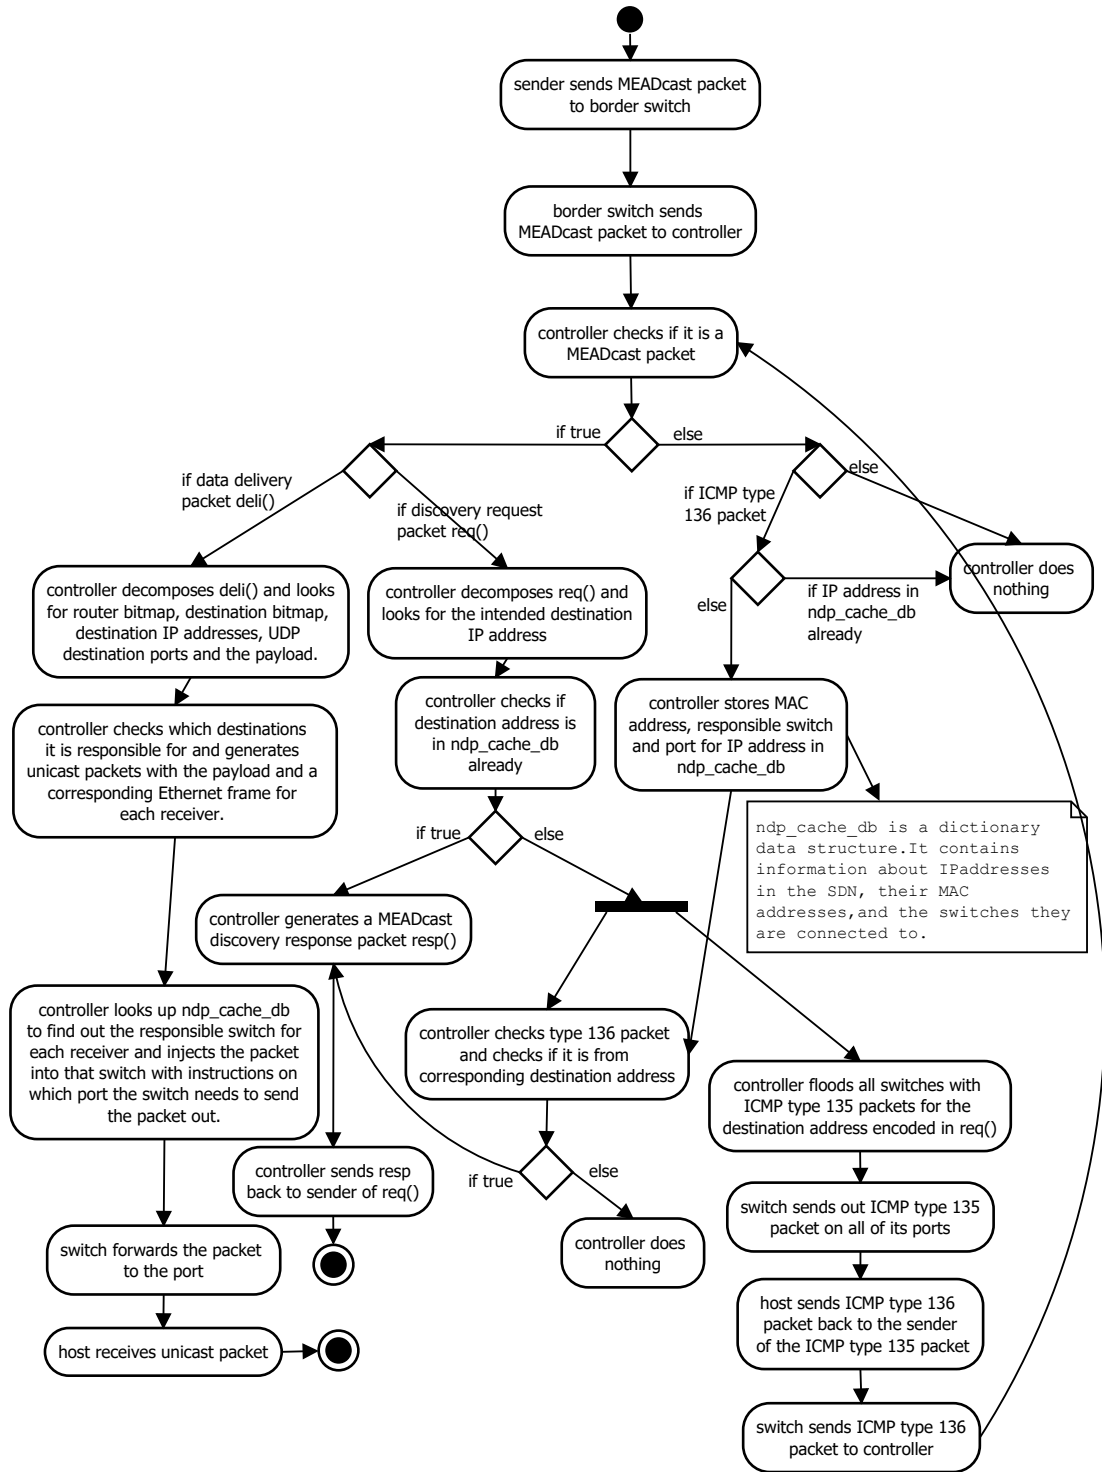 sender sends MEADcast packet
to border switch
border switch sends
MEADcast packet to controller
controller checks if it is a
MEADcast packet
if true
else
if data delivery
packet deli()
if discovery request
packet req()
if ICMP type
136 packet
else
controller decomposes deli() and looks
for router bitmap, destination bitmap,
destination IP addresses, UDP
destination ports and the payload.
controller decomposes req() and
looks for the intended destination
IP address
else
if IP address in
ndp_cache_db
already
controller does
nothing
controller checks which destinations
it is responsible for and generates
unicast packets with the payload and a
corresponding Ethernet frame for
each receiver.
controller checks if
destination address is
in ndp_cache_db
already
controller stores MAC
address, responsible switch
and port for IP address in
ndp_cache_db
ndp_cache_db is a dictionary
data structure.It contains
information about IPaddresses
in the SDN, their MAC
addresses,and the switches they
are connected to.
if true
else
controller generates a MEADcast
discovery response packet resp()
controller looks up ndp_cache_db
to find out the responsible switch for
each receiver and injects the packet
into that switch with instructions on
which port the switch needs to send
the packet out.
controller checks type 136 packet
and checks if it is from
corresponding destination address
controller floods all switches with
ICMP type 135 packets for the
destination address encoded in req()
controller sends resp
back to sender of req()
if true
else
switch sends out ICMP type 135
packet on all of its ports
switch forwards the packet
to the port
controller does
nothing
host sends ICMP type 136
packet back to the sender
of the ICMP type 135 packet
host receives unicast packet
switch sends ICMP type 136
packet to controller